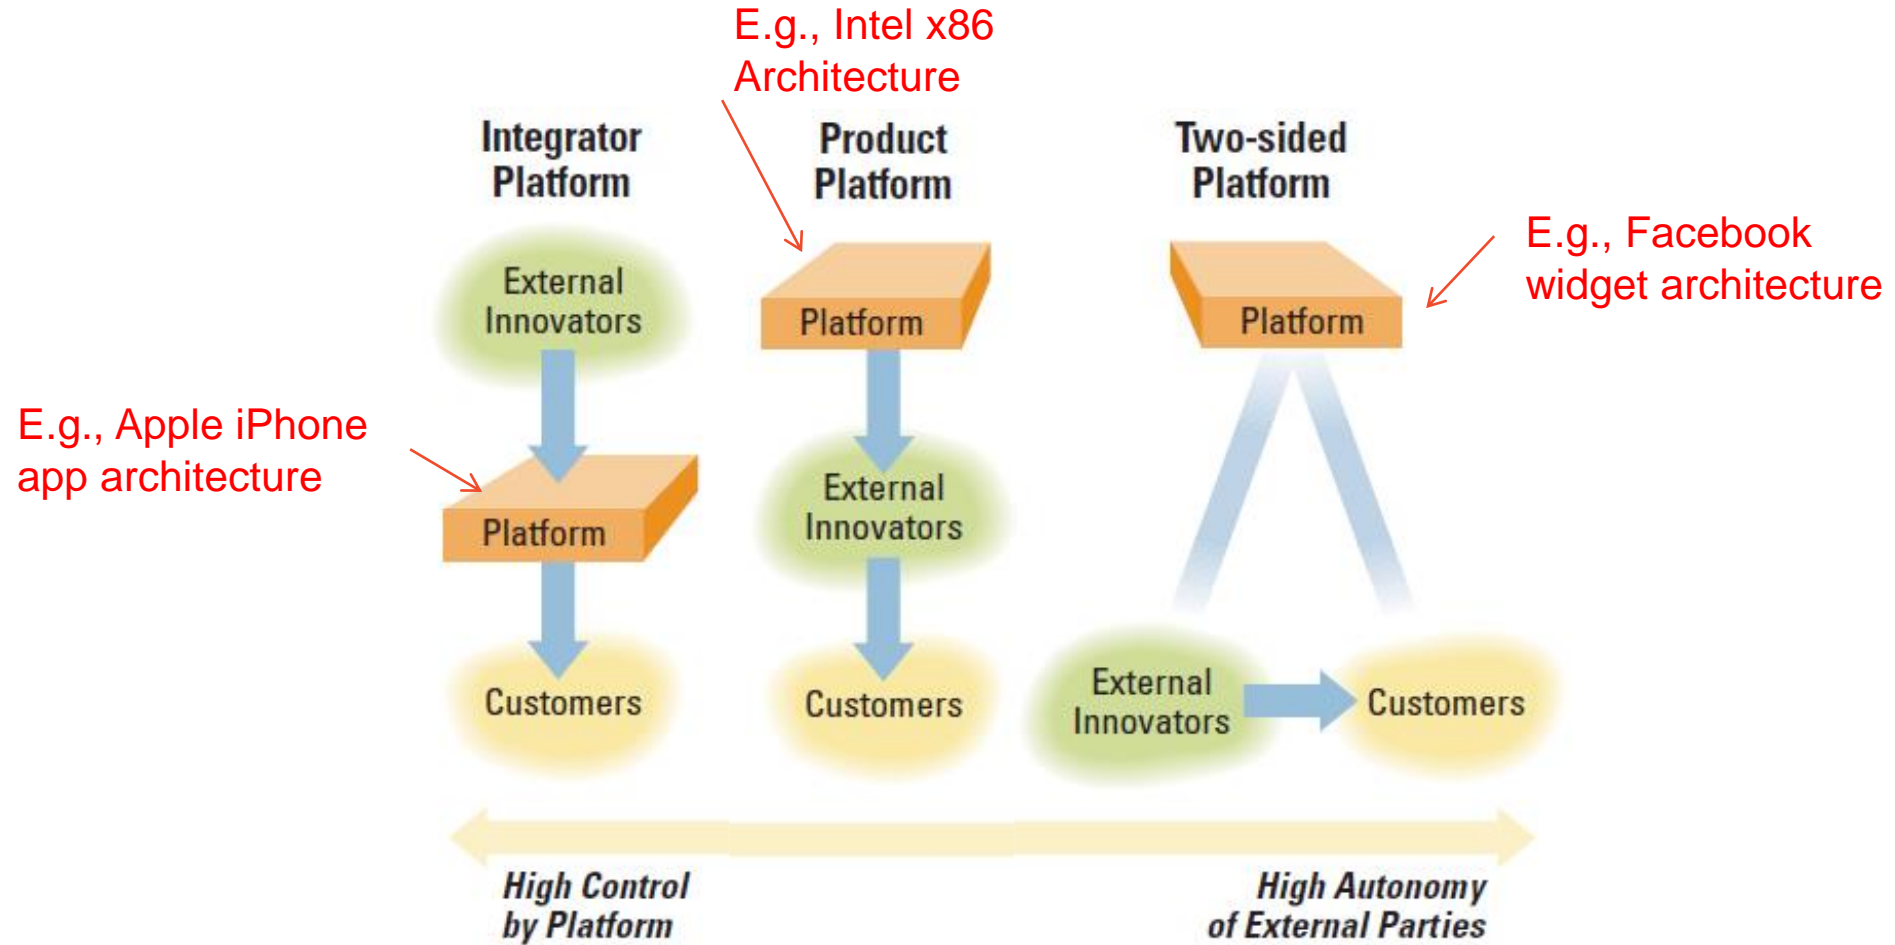 E.g., Intel x86
Architecture
Integrator
Platform
Product
Platform
Two-sided
Platform
External
Innovators
Platform
Platform
E.g., Facebook
widget architecture
E.g., Apple iPhone
app architecture
Platform
External
Innovators
Customers
Customers
External
Innovators
Customers
High Control
by Platform
High Autonomy
of External Parties